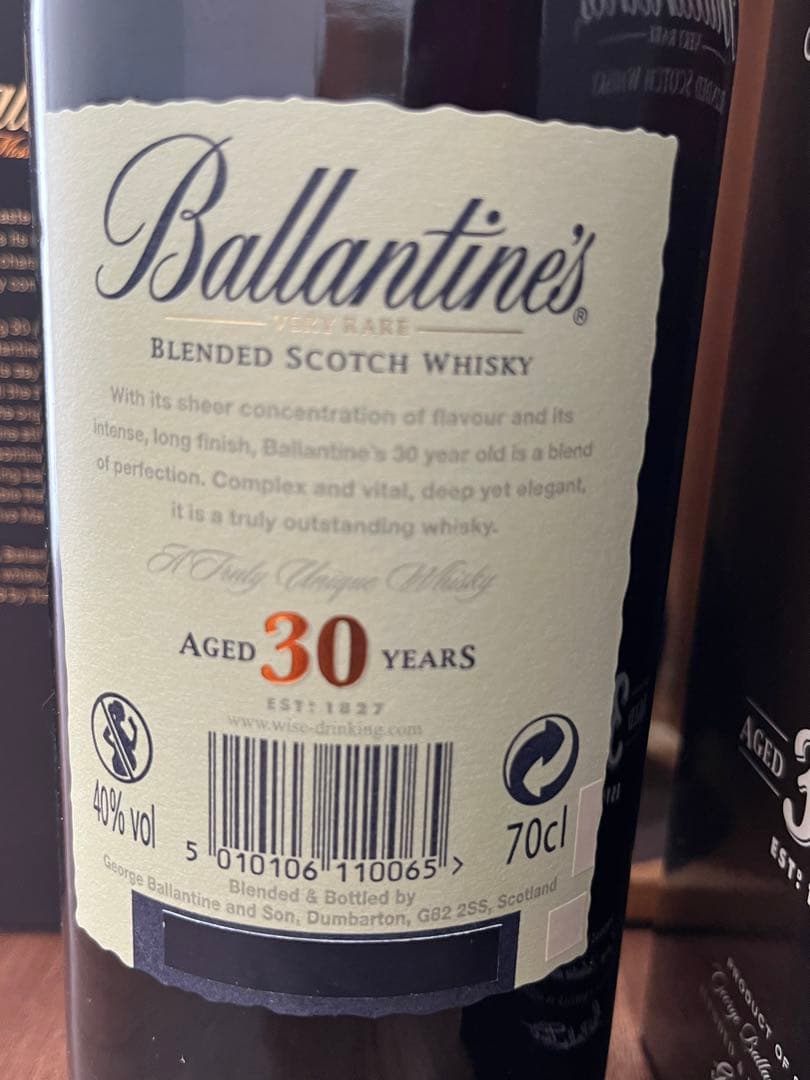 Ballantine's®
VERY RARE
BLENDED SCOTCH WHISKY
With its sheer concentration of flavour and its
intense, long finish, Ballantine's 30 year old is a blend
of perfection. Complex and vital, deep yet elegant,
it is a truly outstanding whisky.
A Truly Unique Whisky
AGED 30 YEARS
EST: 1827
www.wise-drinking.com
40% vol
5 010106 110065 >
70cl
Blended & Bottled by
George Ballantine and Son, Dumbarton, G82 2SS, Scotland
AGED 3
EST:
PRODUCT OF